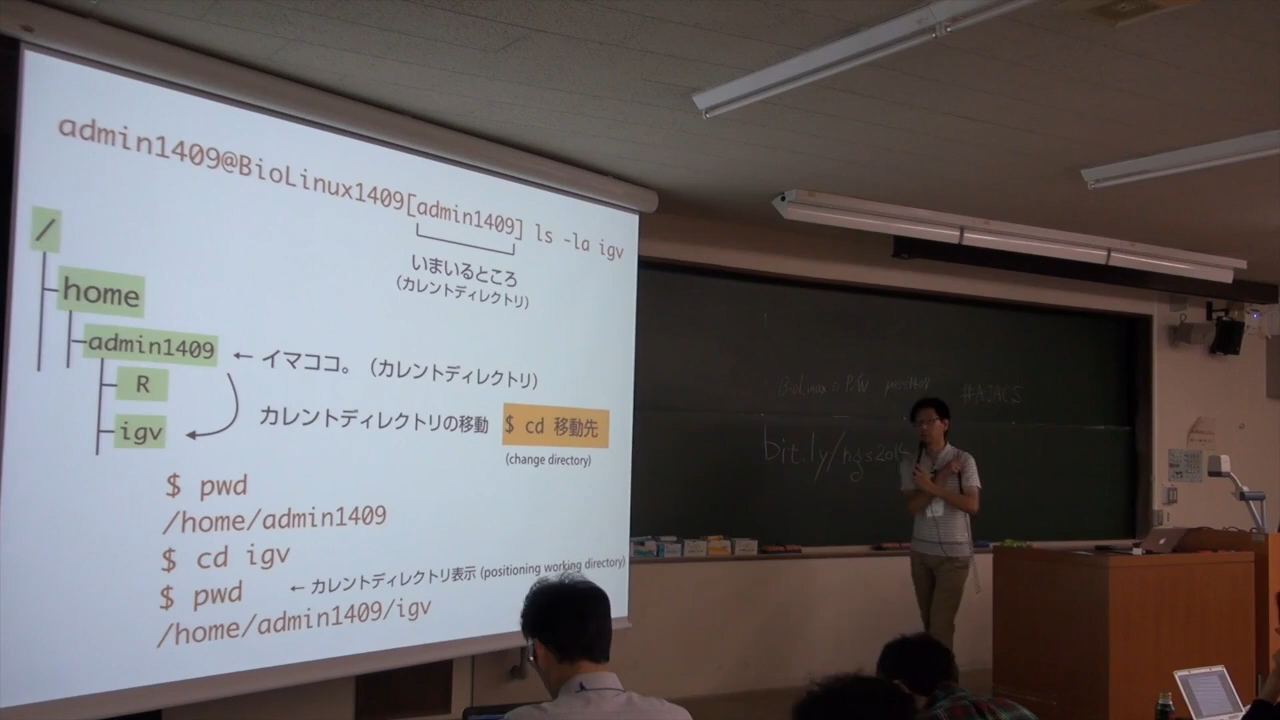 admin1409@BioLinux1409[admin1409] ls -la igv
いまいるところ
(カレントディレクトリ)
/
home
admin1409 ← イマココ。(カレントディレクトリ)
R
igv
カレントディレクトリの移動 $ cd 移動先
(change directory)
$ pwd
/home/admin1409
$ cd igv
$ pwd ← カレントディレクトリ表示 (positioning working directory)
/home/admin1409/igv
#AJACS
bit.ly/ngs2014